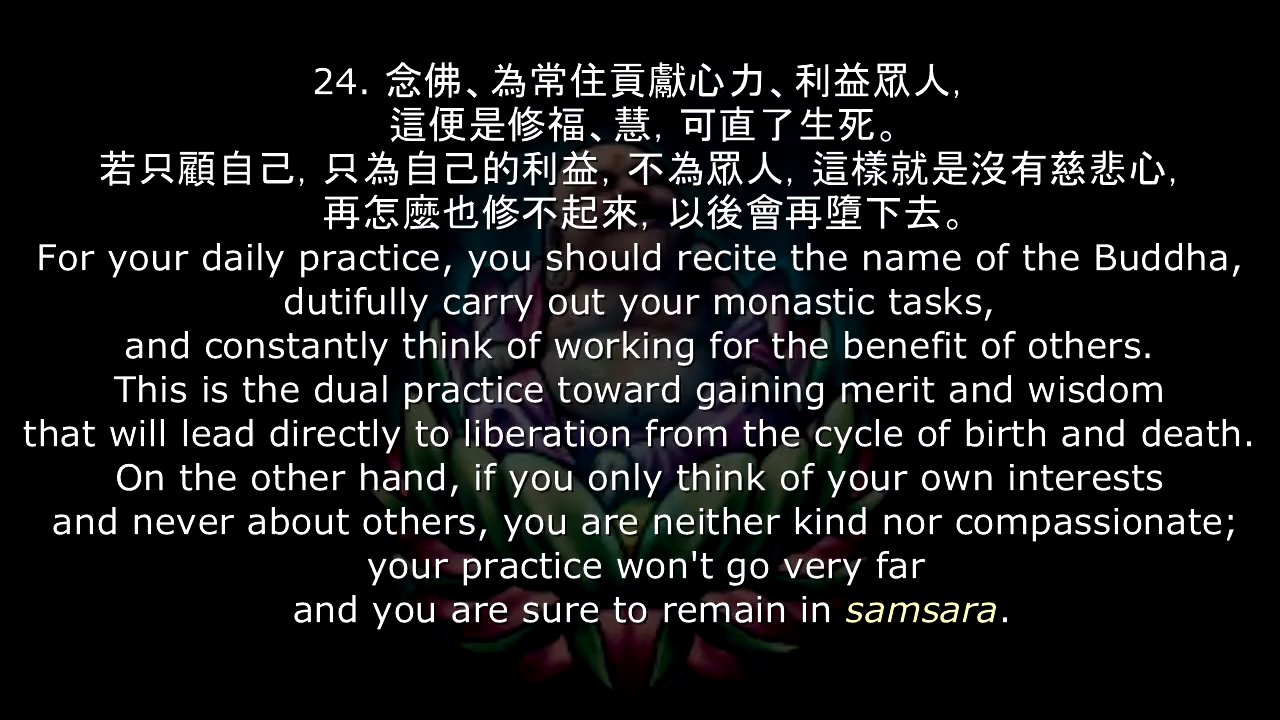 24. 念佛、為常住貢獻心力、利益眾人,
這便是修福、慧, 可直了生死。
若只顧自己, 只為自己的利益, 不為眾人, 這樣就是沒有慈悲心,
再怎麼也修不起來, 以後會再墮下去。
For your daily practice, you should recite the name of the Buddha,
dutifully carry out your monastic tasks,
and constantly think of working for the benefit of others.
This is the dual practice toward gaining merit and wisdom
that will lead directly to liberation from the cycle of birth and death.
On the other hand, if you only think of your own interests
and never about others, you are neither kind nor compassionate;
your practice won't go very far
and you are sure to remain in samsara.